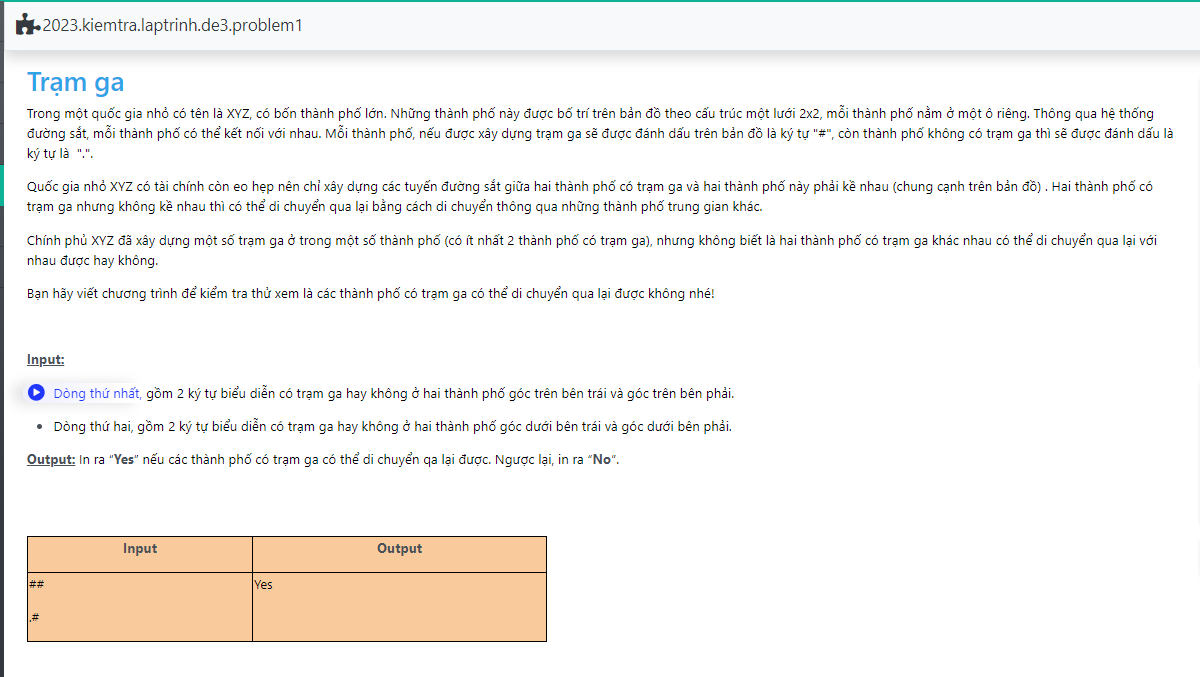 2023.kiemtra.laptrinh.de3.problem1
Trạm ga
Trong một quốc gia nhỏ có tên là XYZ, có bốn thành phố lớn. Những thành phố này được bố trí trên bản đồ theo cấu trúc một lưới 2x2, mỗi thành phố nằm ở một ô riêng. Thông qua hệ thống
đường sắt, mỗi thành phố có thể kết nối với nhau. Mỗi thành phố, nếu được xây dựng trạm ga sẽ được đánh dấu trên bản đồ là ký tự "#", còn thành phố không có trạm ga thì sẽ được đánh dấu là
ký tự là ".".
Quốc gia nhỏ XYZ có tài chính còn eo hẹp nên chỉ xây dựng các tuyến đường sắt giữa hai thành phố có trạm ga và hai thành phố này phải kề nhau (chung cạnh trên bản đồ) . Hai thành phố có
trạm ga nhưng không kề nhau thì có thể di chuyển qua lại bằng cách di chuyển thông qua những thành phố trung gian khác.
Chính phủ XYZ đã xây dựng một số trạm ga ở trong một số thành phố (có ít nhất 2 thành phố có trạm ga), nhưng không biết là hai thành phố có trạm ga khác nhau có thể di chuyển qua lại với
nhau được hay không.
Bạn hãy viết chương trình để kiểm tra thử xem là các thành phố có trạm ga có thể di chuyển qua lại được không nhé!
Input:
Dòng thứ nhất, gồm 2 ký tự biểu diễn có trạm ga hay không ở hai thành phố góc trên bên trái và góc trên bên phải.
• Dòng thứ hai, gồm 2 ký tự biểu diễn có trạm ga hay không ở hai thành phố góc dưới bên trái và góc dưới bên phải.
Output: In ra "Yes" nếu các thành phố có trạm ga có thể di chuyển qa lại được. Ngược lại, in ra "No".
Input Output
## Yes
.#